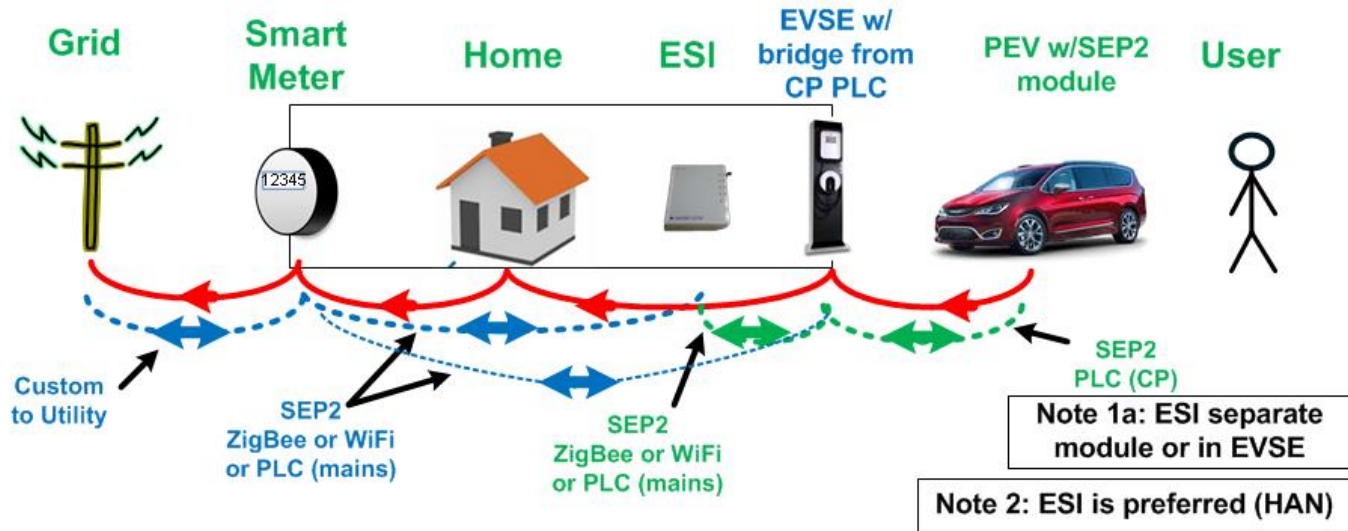 Grid
Smart
Meter
Home
ESI
EVSE w/
bridge from
CP PLC
PEV w/SEP2
module
User
12345
Custom
to Utility
SEP2
ZigBee or WiFi
or PLC (mains)
SEP2
ZigBee or WiFi
or PLC (mains)
SEP2
PLC (CP)
Note 1a: ESI separate
module or in EVSE
Note 2: ESI is preferred (HAN)